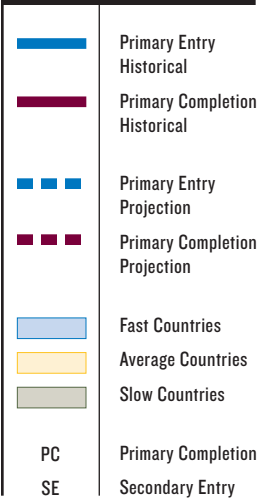 Primary Entry
Historical
Primary Completion
Historical
Primary Entry
Projection
Primary Completion
Projection
Fast Countries
Average Countries
Slow Countries
PC Primary Completion
SE Secondary Entry